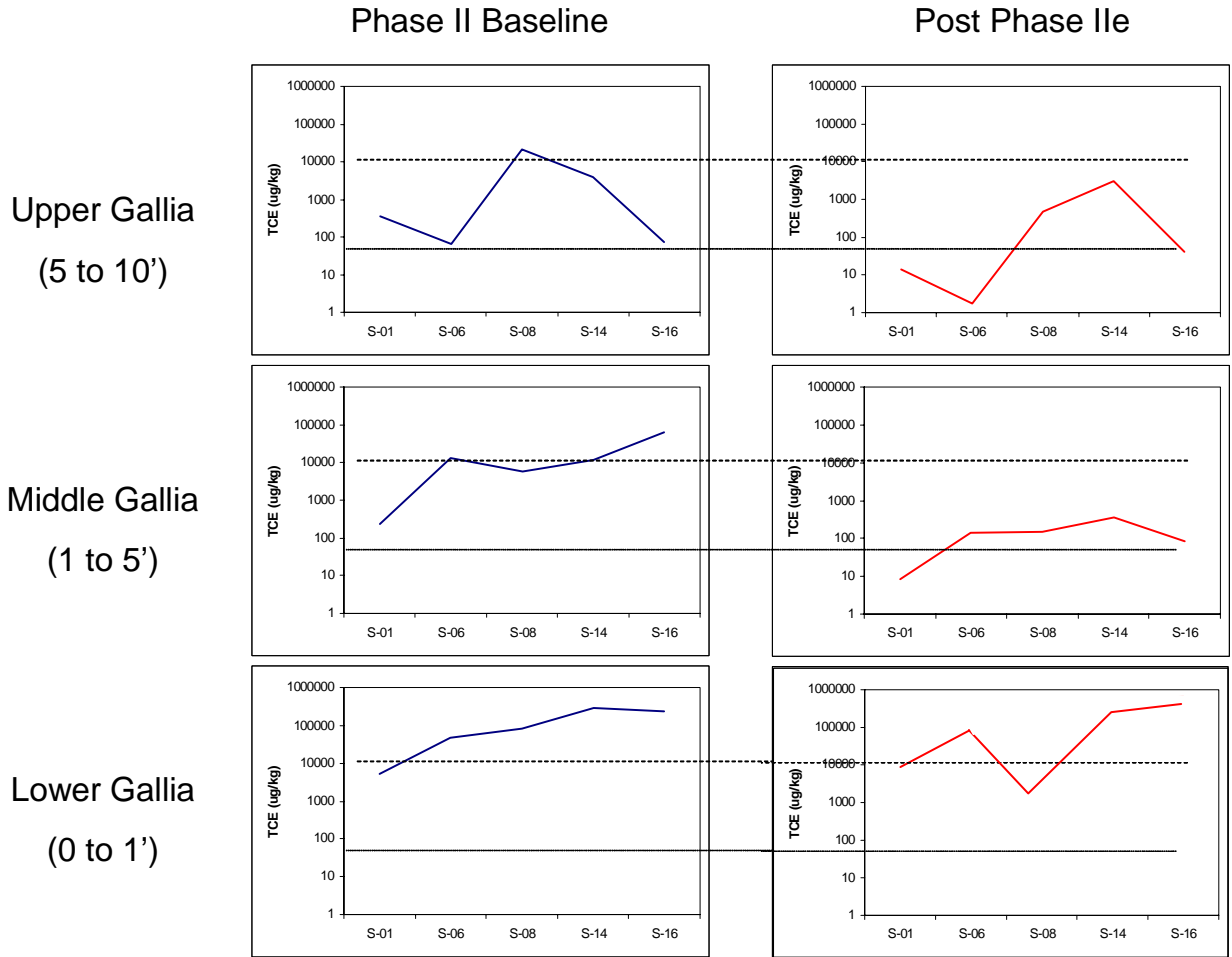 Phase II Baseline
Post Phase IIe
Upper Gallia
(5 to 10’)
TCE (ug/kg)
1000000
100000
10000
1000
100
10
1
S-01 S-06 S-08 S-14 S-16
TCE (ug/kg)
1000000
100000
10000
1000
100
10
1
S-01 S-06 S-08 S-14 S-16
Middle Gallia
(1 to 5’)
TCE (ug/kg)
1000000
100000
10000
1000
100
10
1
S-01 S-06 S-08 S-14 S-16
TCE (ug/kg)
1000000
100000
10000
1000
100
10
1
S-01 S-06 S-08 S-14 S-16
Lower Gallia
(0 to 1’)
TCE (ug/kg)
1000000
100000
10000
1000
100
10
1
S-01 S-06 S-08 S-14 S-16
TCE (ug/kg)
1000000
100000
10000
1000
100
10
1
S-01 S-06 S-08 S-14 S-16